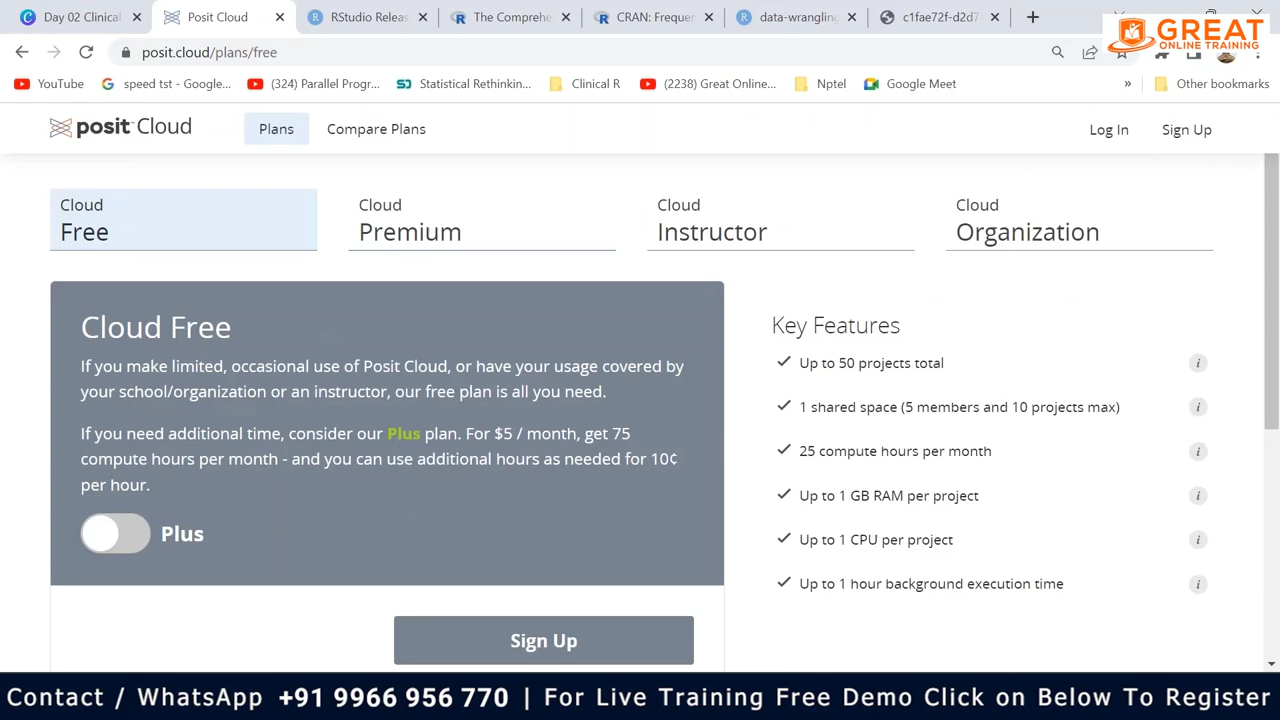 Day 02 Clinical
Posit Cloud
RStudio Relea
The Comprehe
CRAN: Freque
data-wrangling
c1fae72f-d2d7-
posit.cloud/plans/free
GREAT
ONLINE TRAINING
YouTube
speed tst - Google...
(324) Parallel Progr...
Statistical Rethinkin...
Clinical R
(2238) Great Online...
Nptel
Google Meet
»
Other bookmarks
posit Cloud
Plans
Compare Plans
Log In
Sign Up
Cloud
Free
Cloud
Premium
Cloud
Instructor
Cloud
Organization
Cloud Free
If you make limited, occasional use of Posit Cloud, or have your usage covered by
your school/organization or an instructor, our free plan is all you need.
If you need additional time, consider our Plus plan. For $5 / month, get 75
compute hours per month - and you can use additional hours as needed for 10¢
per hour.
Plus
Sign Up
Key Features
Up to 50 projects total
1 shared space (5 members and 10 projects max)
25 compute hours per month
Up to 1 GB RAM per project
Up to 1 CPU per project
Up to 1 hour background execution time
Contact / WhatsApp +91 9966 956 770 | For Live Training Free Demo Click on Below To Register